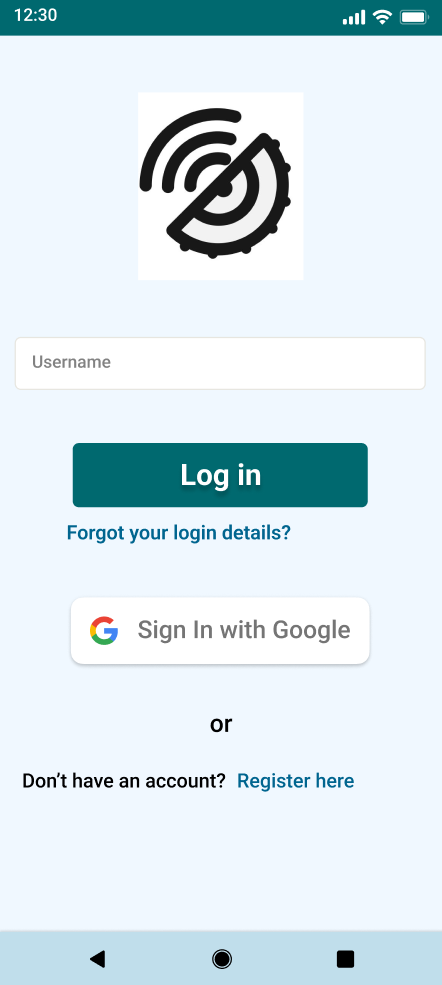 12:30
Username
Log in
Forgot your login details?
Sign In with Google
or
Don’t have an account? Register here